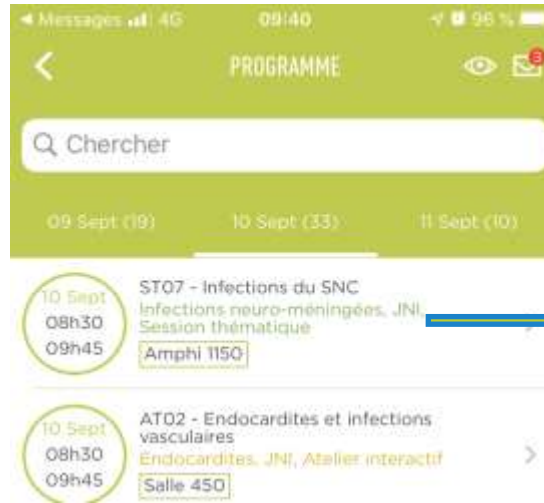 Messages 4G 09:40 96 %
PROGRAMME
3
Chercher
09 Sept (19) 10 Sept (33) 11 Sept (10)
10 Sept
08h30
09h45
ST07 - Infections du SNC
Infections neuro-méningées, JNI,
Session thématique
Amphi 1150
10 Sept
08h30
09h45
AT02 - Endocardites et infections
vasculaires
Endocardites, JNI, Atelier interactif
Salle 450